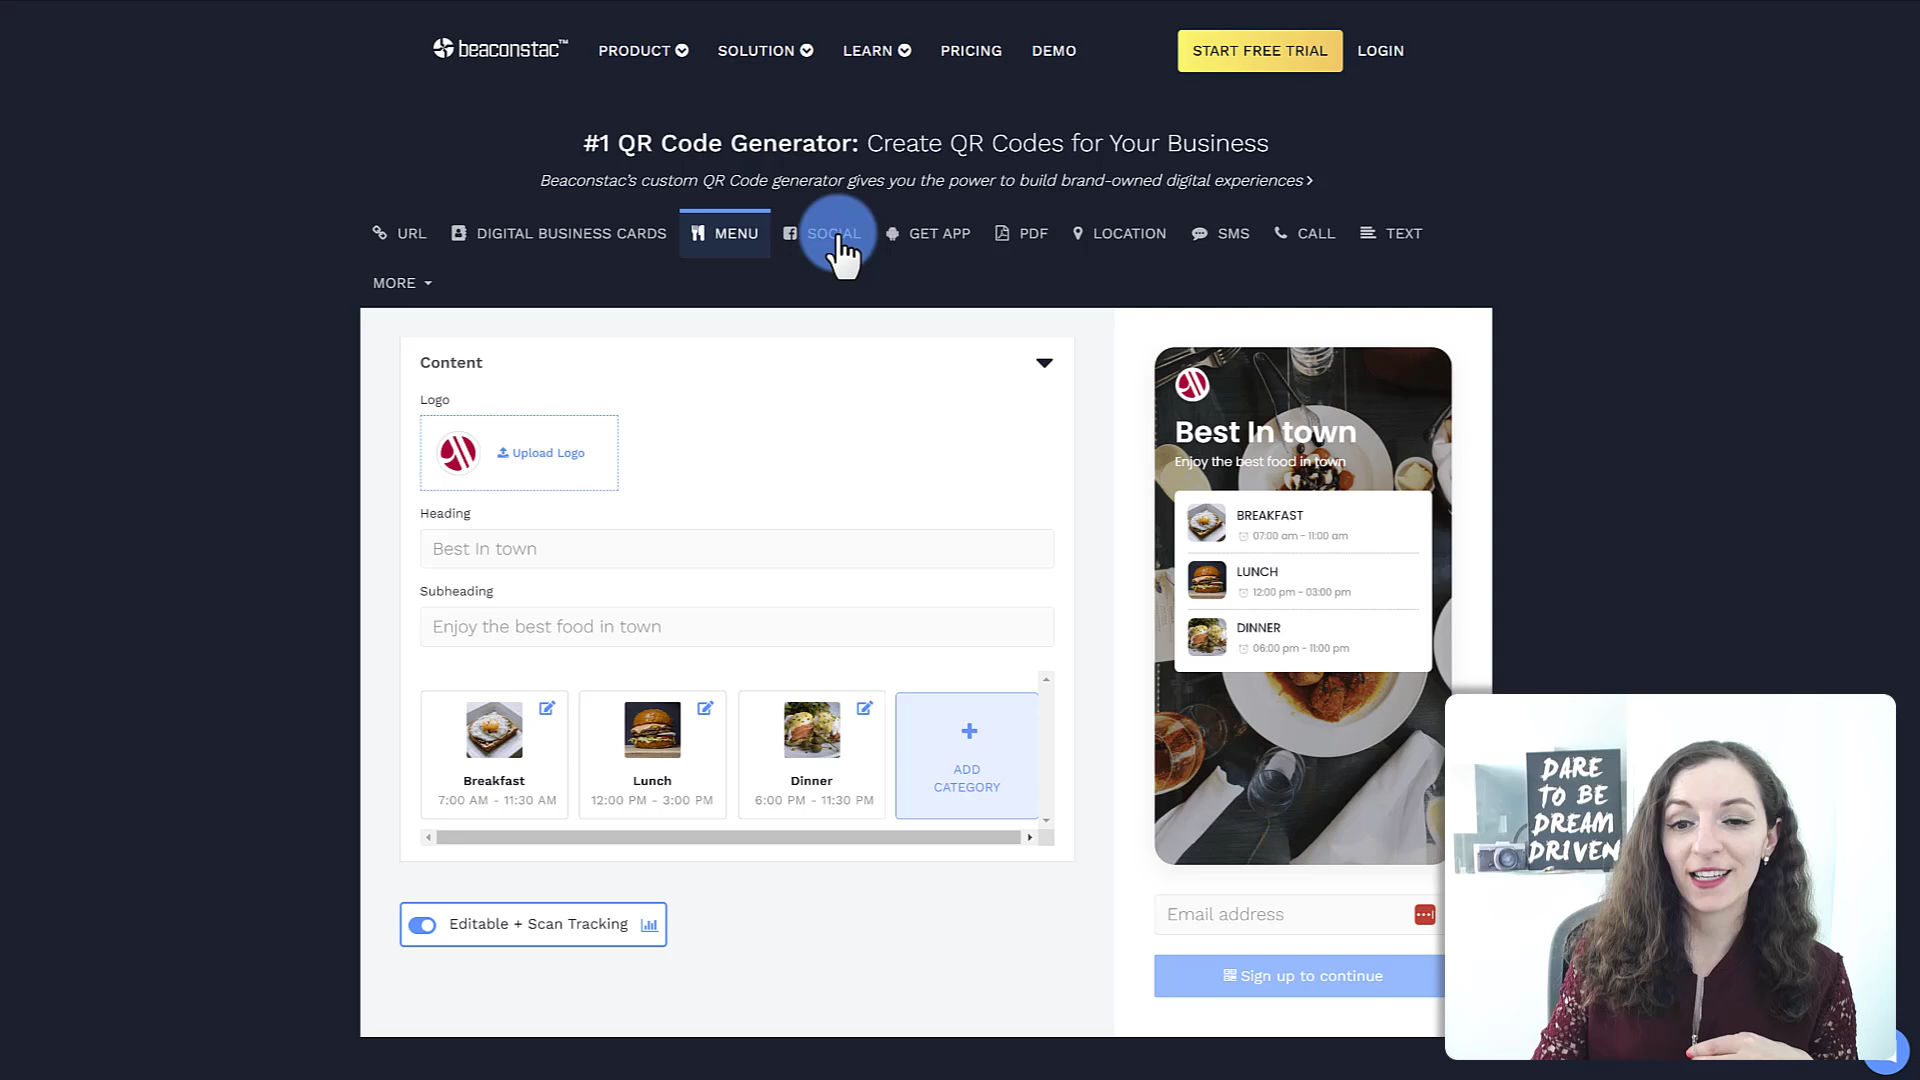 beaconstac™ PRODUCT SOLUTION LEARN PRICING DEMO START FREE TRIAL LOGIN
#1 QR Code Generator: Create QR Codes for Your Business
Beaconstac's custom QR Code generator gives you the power to build brand-owned digital experiences
URL DIGITAL BUSINESS CARDS MENU SOCIAL GET APP PDF LOCATION SMS CALL TEXT
MORE
Content
Logo
Upload Logo
Heading
Best In town
Subheading
Enjoy the best food in town
Breakfast
7:00 AM - 11:30 AM
Lunch
12:00 PM - 3:00 PM
Dinner
6:00 PM - 11:30 PM
+
ADD
CATEGORY
Editable + Scan Tracking
Best In town
Enjoy the best food in town
BREAKFAST
07:00 am - 11:00 am
LUNCH
12:00 pm - 03:00 pm
DINNER
06:00 pm - 11:00 pm
Email address
Sign up to continue
DARE
TO BE
DREAM
DRIVEN